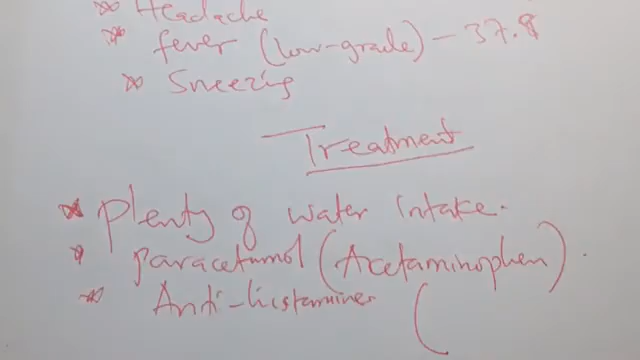 * Headache
* fever (low-grade) - 37.8
* Sneezing
Treatment
* Plenty of water intake.
* paracetamol (Acetaminophen).
* Anti-histamines (